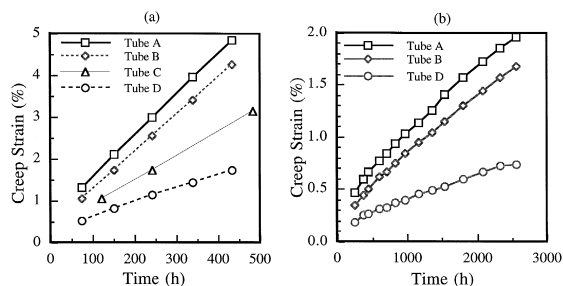 (a)
Creep Strain (%)
5
4
3
2
1
0
Tube A
Tube B
Tube C
Tube D
0 100 200 300 400 500
Time (h)
(b)
Creep Strain (%)
2.0
1.5
1.0
0.5
0.0
Tube A
Tube B
Tube D
0 1000 2000 3000
Time (h)